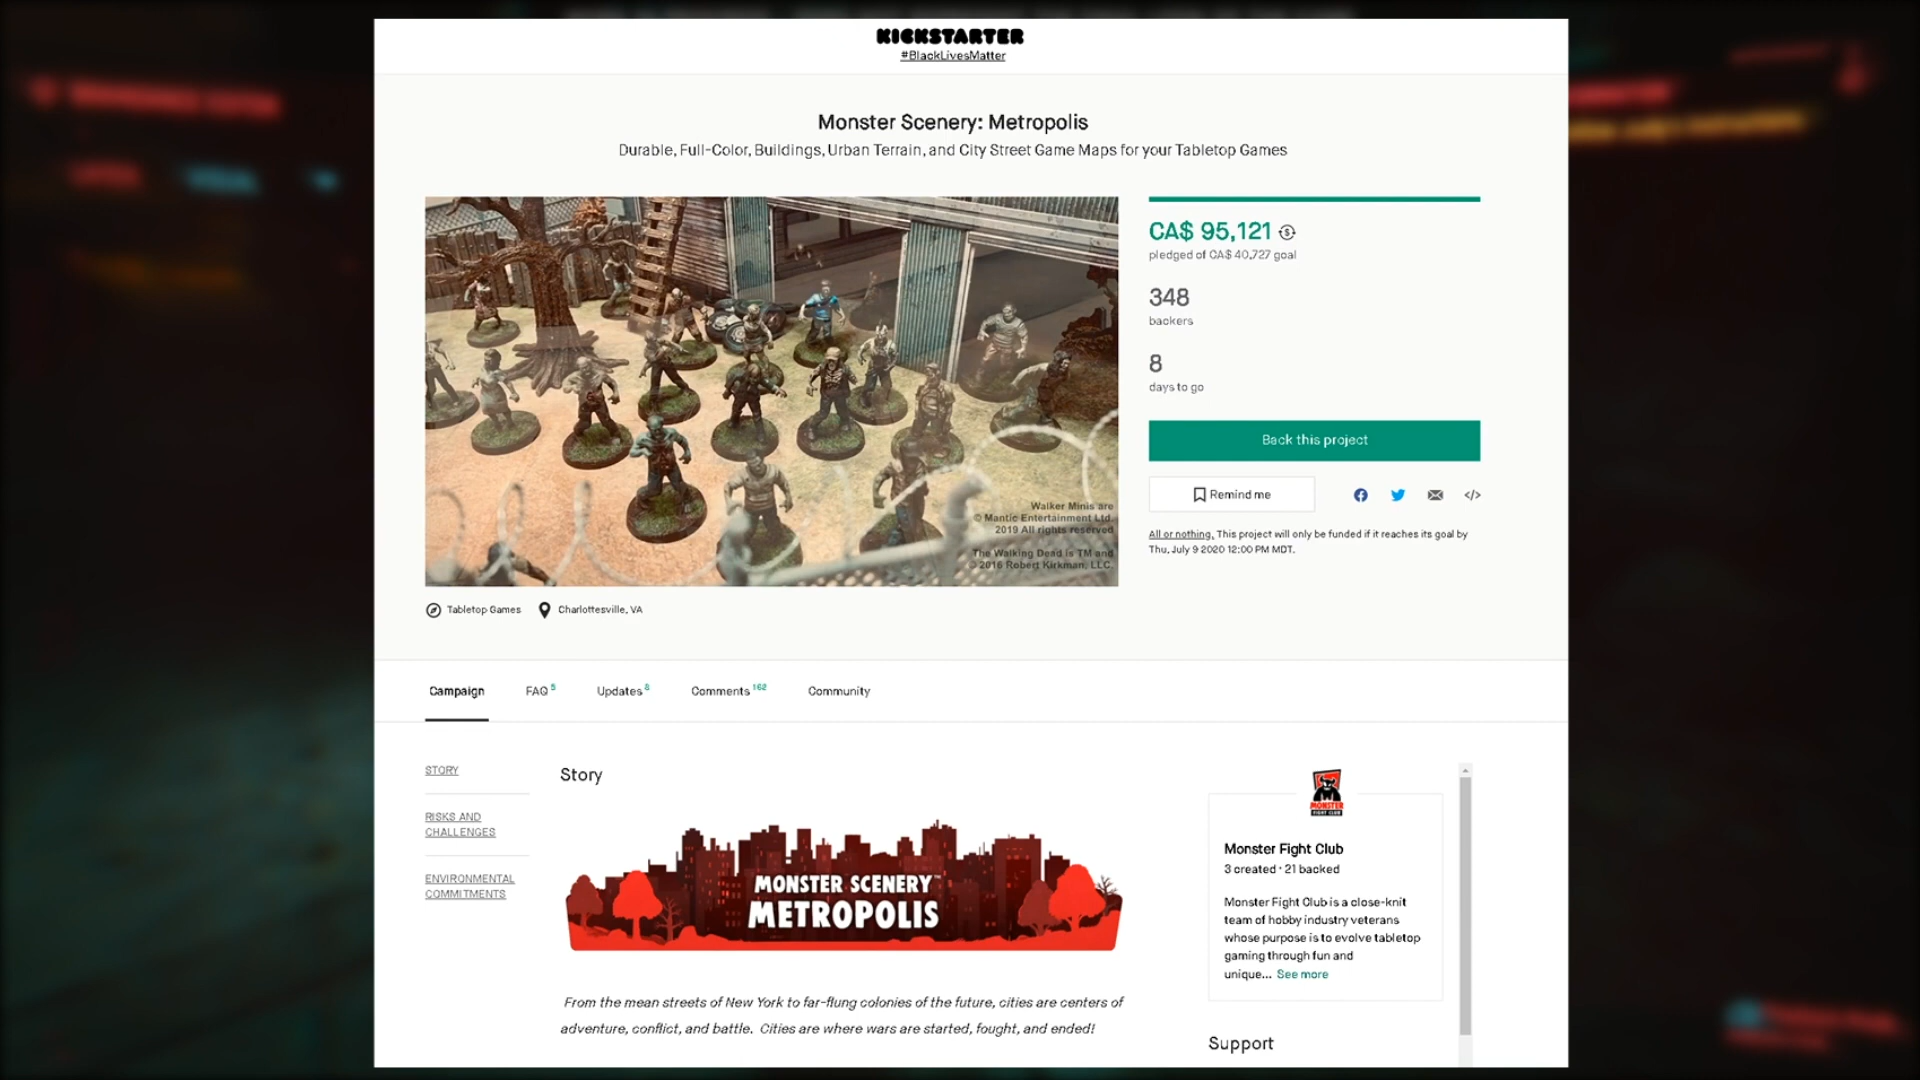 KICKSTARTER
#BlackLivesMatter
Monster Scenery: Metropolis
Durable, Full-Color, Buildings, Urban Terrain, and City Street Game Maps for your Tabletop Games
Walker Minis are
© Mantic Entertainment Ltd.
2019 All rights reserved
The Walking Dead is TM and
© 2016 Robert Kirkman, LLC.
CA$ 95,121
pledged of CA$ 40,727 goal
348
backers
8
days to go
Back this project
Remind me
All or nothing. This project will only be funded if it reaches its goal by
Thu, July 9 2020 12:00 PM MDT.
Tabletop Games
Charlottesville, VA
Campaign
FAQ 5
Updates 8
Comments 162
Community
STORY
RISKS AND
CHALLENGES
ENVIRONMENTAL
COMMITMENTS
Story
MONSTER SCENERY™
METROPOLIS
From the mean streets of New York to far-flung colonies of the future, cities are centers of
adventure, conflict, and battle. Cities are where wars are started, fought, and ended!
MONSTER
FIGHT CLUB
Monster Fight Club
3 created · 21 backed
Monster Fight Club is a close-knit
team of hobby industry veterans
whose purpose is to evolve tabletop
gaming through fun and
unique... See more
Support